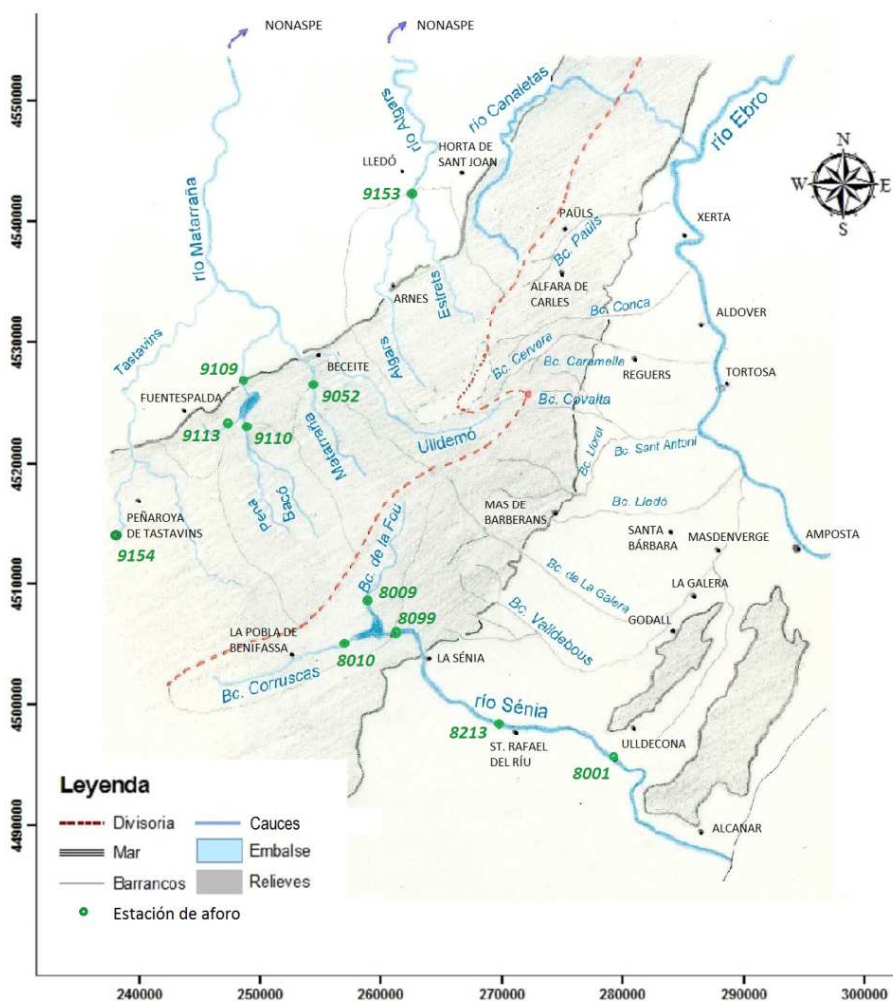 NONASPE
NONASPE
4550000
4540000
4530000
4520000
4510000
4500000
4490000
río Algars
río Canaletas
río Ebro
N
W
E
S
LLEDÓ
HORTA DE
SANT JOAN
9153
río Matarraña
PAÜLS
Bc. Paüls
XERTA
ALFARA DE
CARLES
ARNES
Estrets
Algars
Bc. Conca
ALDOVER
Tastavins
Bc. Cervera
Bc. Caramella
REGUERS
TORTOSA
9109
BECEITE
9052
FUENTESPALDA
Bc. Covalta
9113
9110
Matarraña
Ulldemó
Bc. Lloret
Bc. Sant Antoni
Pena
Bacó
MAS DE
BARBERANS
Bc. Lledó
PEÑAROYA
DE TASTAVINS
9154
SANTA
BÁRBARA
MASDENVERGE
AMPOSTA
Bc. de la Fou
Bc. de La Galera
LA GALERA
8009
8099
Bc. Valldebous
GODALL
LA POBLA DE
BENIFASSA
8010
LA SÉNIA
Bc. Corruscas
río Sénia
8213
ST. RAFAEL
DEL RÍU
ULLDECONA
8001
ALCANAR
Leyenda
Divisoria
Cauces
Mar
Embalse
Barrancos
Relieves
Estación de aforo
240000
250000
260000
270000
280000
290000
300000